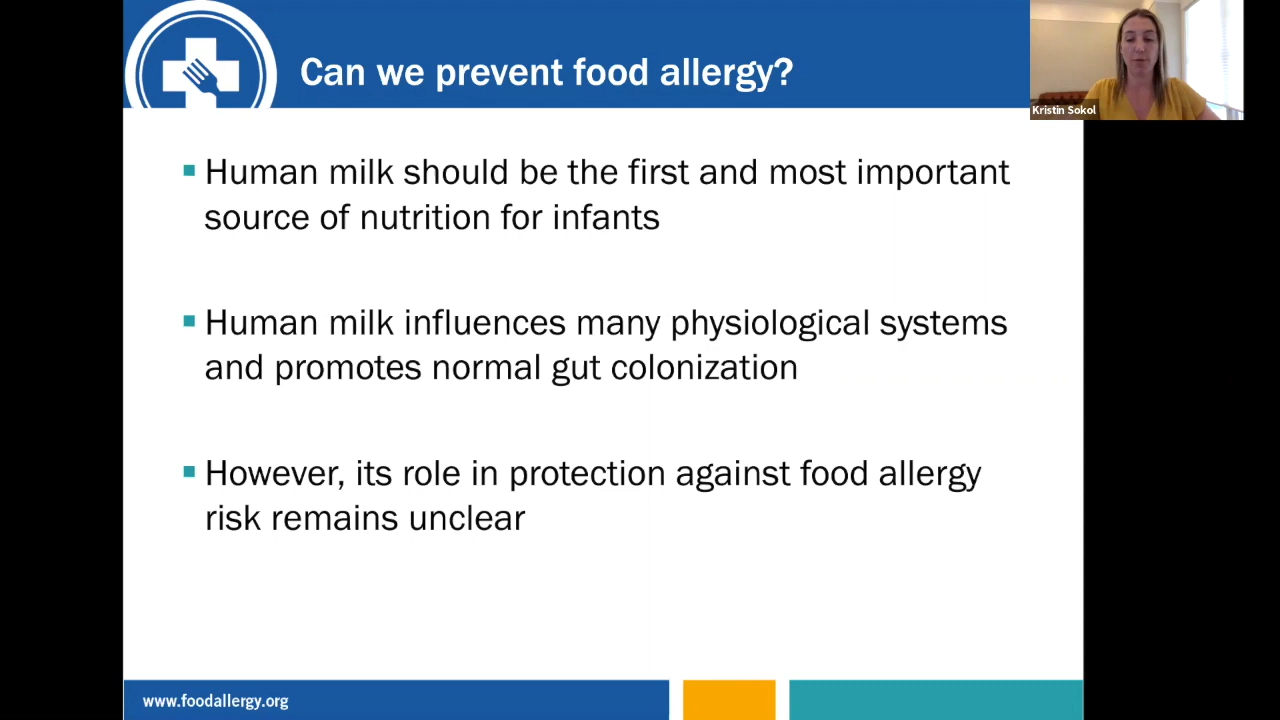 Can we prevent food allergy?
Kristin Sokol
Human milk should be the first and most important
source of nutrition for infants
Human milk influences many physiological systems
and promotes normal gut colonization
However, its role in protection against food allergy
risk remains unclear
www.foodallergy.org